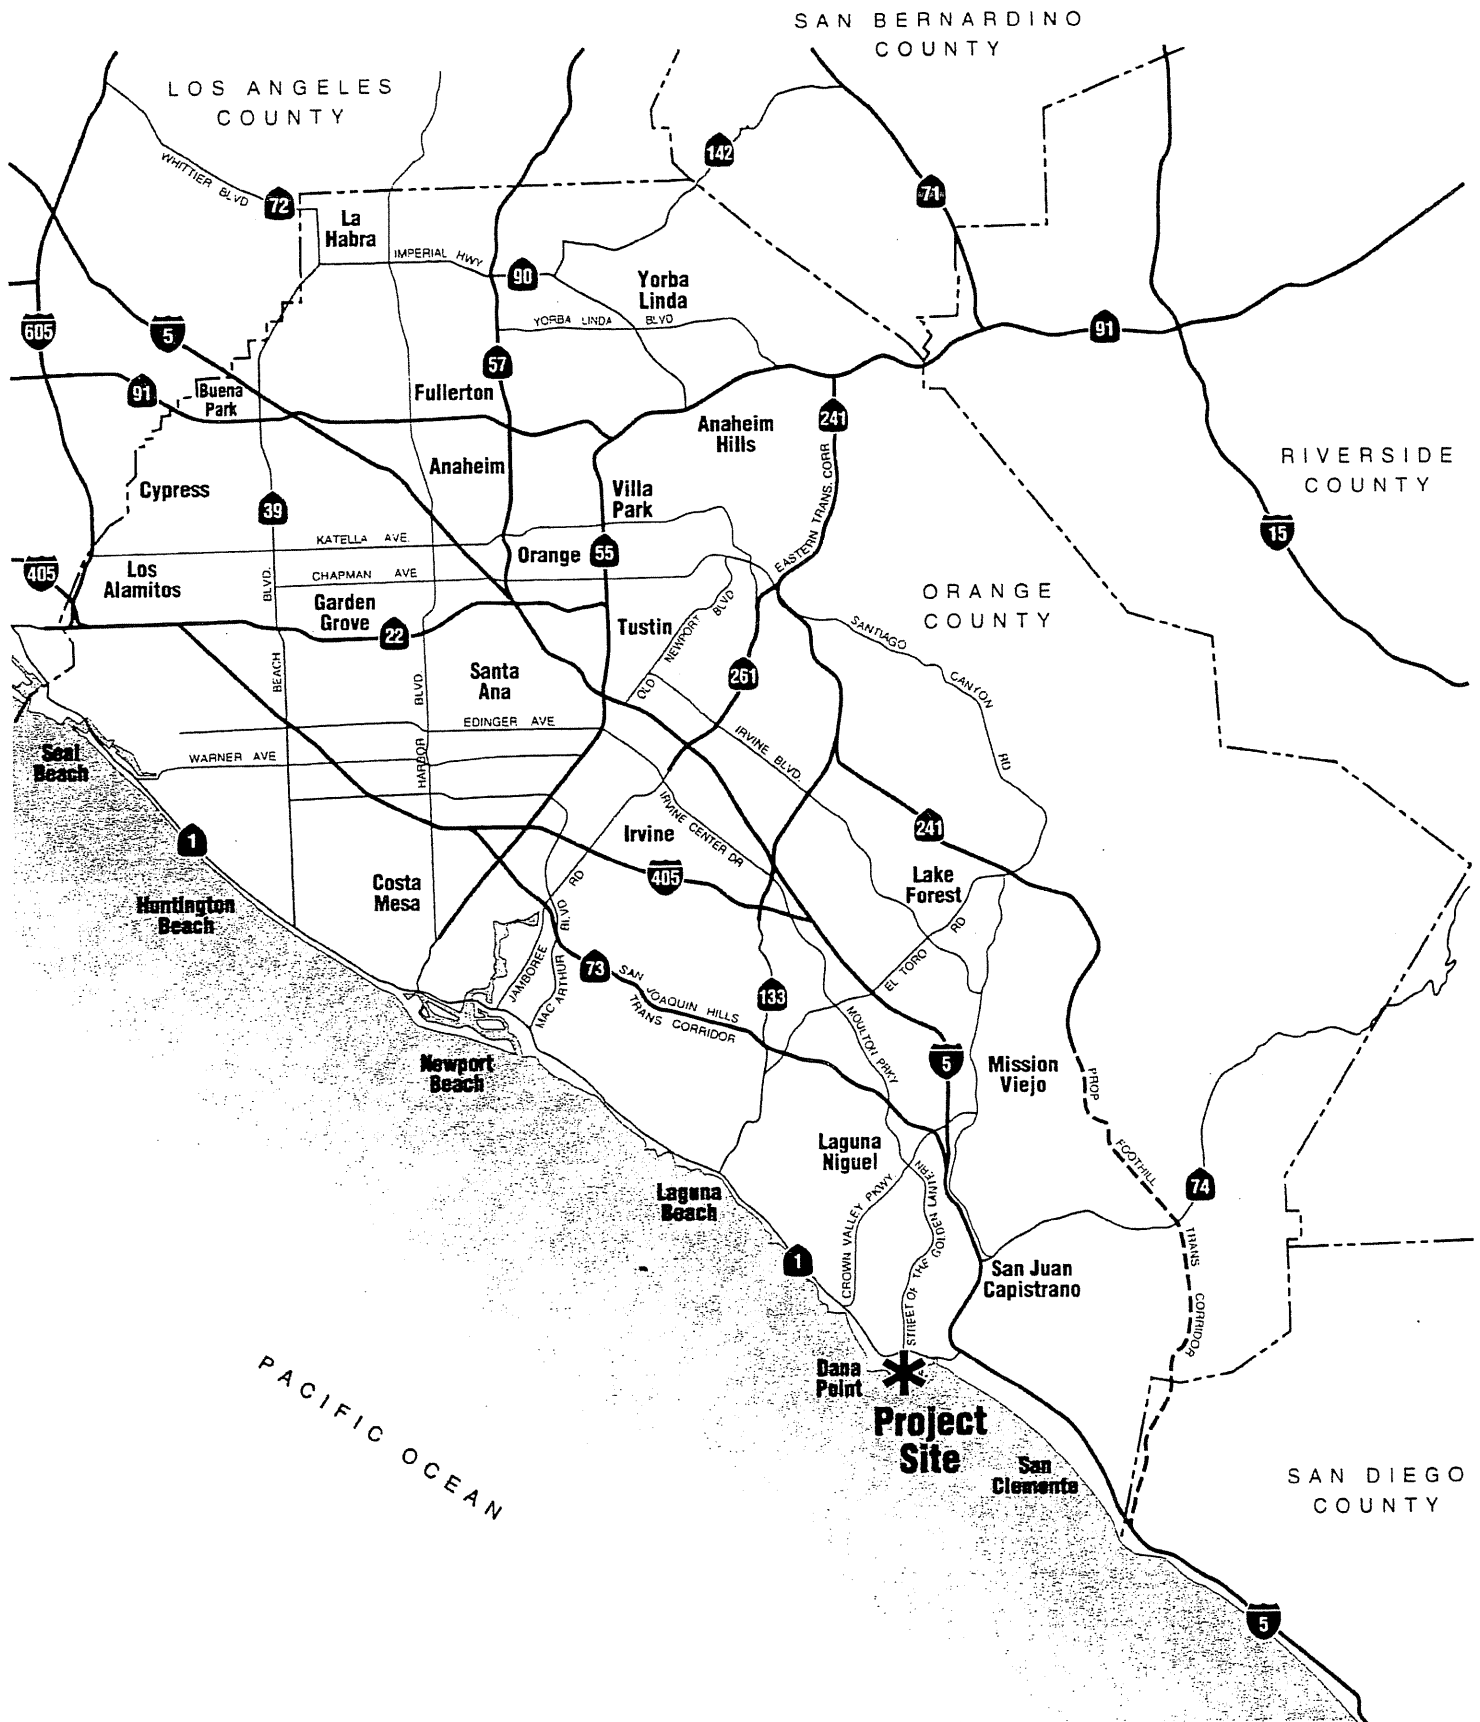 SAN BERNARDINO
COUNTY
LOS ANGELES
COUNTY
142
71
WHITTIER BLVD
72
La
Habra
IMPERIAL HWY
90
Yorba
Linda
YORBA LINDA BLVD
605
5
91
57
91
Buena
Park
Fullerton
241
Anaheim
Hills
RIVERSIDE
COUNTY
Anaheim
Cypress
Villa
Park
EASTERN TRANS. CORR
39
15
KATELLA AVE.
Orange
55
405
Los
Alamitos
CHAPMAN AVE
BLVD.
Garden
Grove
22
ORANGE
COUNTY
Tustin
OLD NEWPORT BLVD
SANTIAGO CANYON RD
BEACH
HARBOR BLVD.
Santa
Ana
261
EDINGER AVE
WARNER AVE
IRVINE BLVD.
Seal
Beach
IRVINE CENTER DR
1
Irvine
241
405
Costa
Mesa
Lake
Forest
Huntington
Beach
RD
BLVD
EL TORO RD
JAMBOREE
MAC ARTHUR
73
SAN JOAQUIN HILLS
TRANS CORRIDOR
133
MOULTON PRKY
5
Mission
Viejo
Newport
Beach
PROP FOOTHILL TRANS CORRIDOR
Laguna
Niguel
74
Laguna
Beach
CROWN VALLEY PKWY
STREET OF THE GOLDEN LANTERN
1
San Juan
Capistrano
Dana
Point
Project
Site
PACIFIC OCEAN
San
Clemente
SAN DIEGO
COUNTY
5